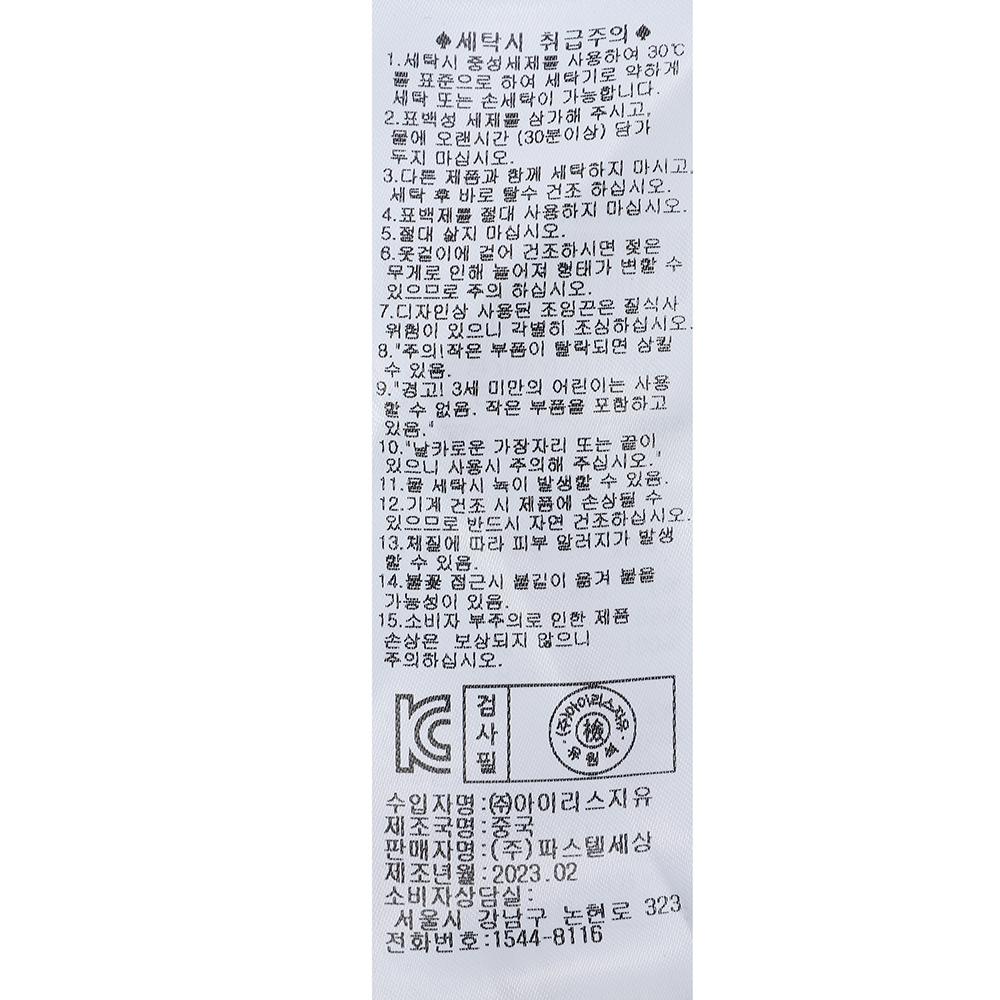 ♠세탁시 취급주의♠
1.세탁시 중성세제를 사용하여 30℃
를 표준으로 하여 세탁기로 약하게
세탁 또는 손세탁이 가능합니다.
2.표백성 세제를 삼가해 주시고,
물에 오랜시간 (30분이상) 담가
두지 마십시오.
3.다른 제품과 함께 세탁하지 마시고,
세탁 후 바로 탈수 건조 하십시오.
4.표백제를 절대 사용하지 마십시오.
5.절대 삶지 마십시오.
6.옷걸이에 걸어 건조하시면 젖은
무게로 인해 늘어져 형태가 변할 수
있으므로 주의 하십시오.
7.디자인상 사용된 조임끈은 질식사
위험이 있으니 각별히 조심하십시오.
8."주의!작은 부품이 탈락되면 삼킬
수 있음.
9."경고! 3세 미만의 어린이는 사용
할 수 없음. 작은 부품을 포함하고
있음."
10."날카로운 가장자리 또는 끝이
있으니 사용시 주의해 주십시오."
11.물 세탁시 녹이 발생할 수 있음.
12.기계 건조 시 제품에 손상될 수
있으므로 반드시 자연 건조하십시오.
13.체질에 따라 피부 알러지가 발생
할 수 있음.
14.불꽃 접근시 불길이 옮겨 붙을
가능성이 있음.
15.소비자 부주의로 인한 제품
손상은 보상되지 않으니
주의하십시오.
KC
검사필
(주)아이리스지유
檢
수입자명:㈜아이리스지유
제조국명:중국
판매자명:(주)파스텔세상
제조년월:2023.02
소비자상담실:
서울시 강남구 논현로 323
전화번호:1544-8116